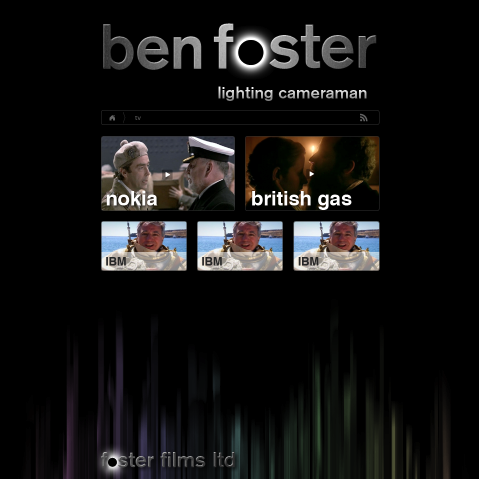 ben foster
lighting cameraman
tv
nokia
british gas
IBM
IBM
IBM
foster films ltd